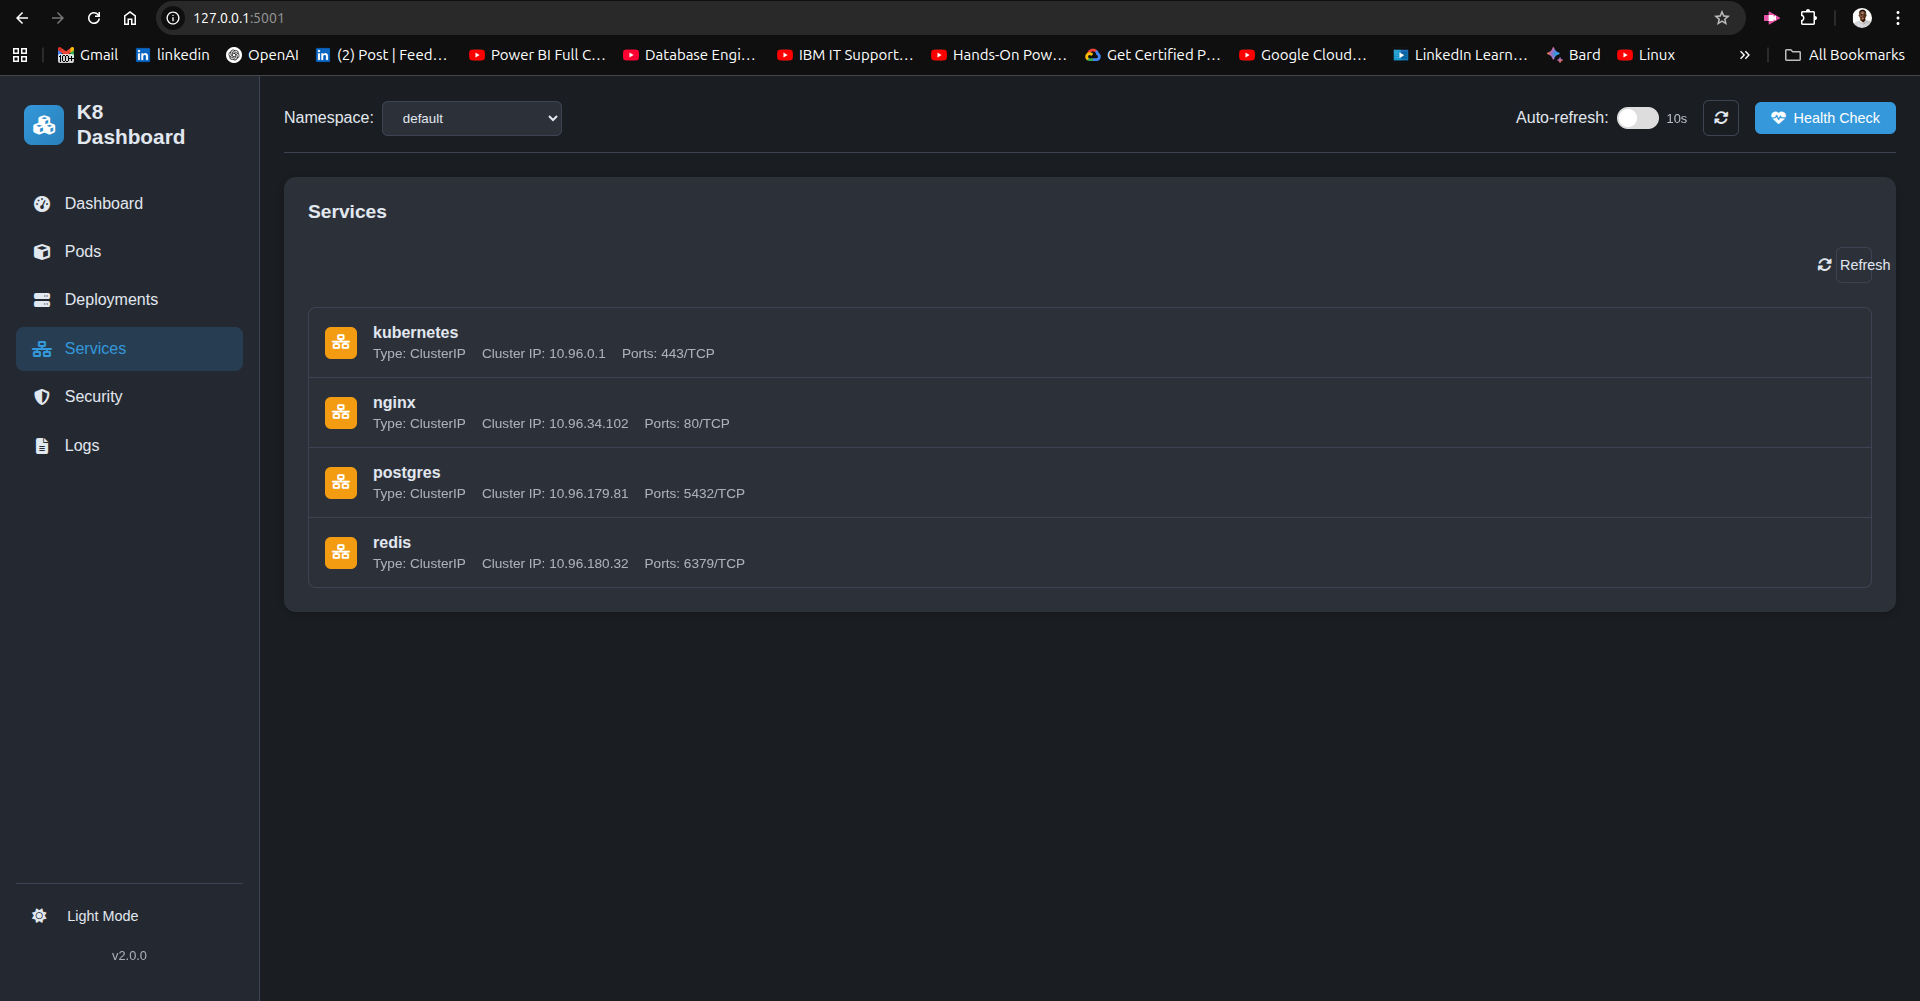 127.0.0.1:5001
Gmail linkedin OpenAI (2) Post | Feed... Power BI Full C... Database Engi... IBM IT Support... Hands-On Pow... Get Certified P... Google Cloud... LinkedIn Learn... Bard Linux » All Bookmarks
K8
Dashboard
Dashboard
Pods
Deployments
Services
Security
Logs
Light Mode
v2.0.0
Namespace: default Auto-refresh: 10s Health Check
Services
Refresh
kubernetes
Type: ClusterIP Cluster IP: 10.96.0.1 Ports: 443/TCP
nginx
Type: ClusterIP Cluster IP: 10.96.34.102 Ports: 80/TCP
postgres
Type: ClusterIP Cluster IP: 10.96.179.81 Ports: 5432/TCP
redis
Type: ClusterIP Cluster IP: 10.96.180.32 Ports: 6379/TCP